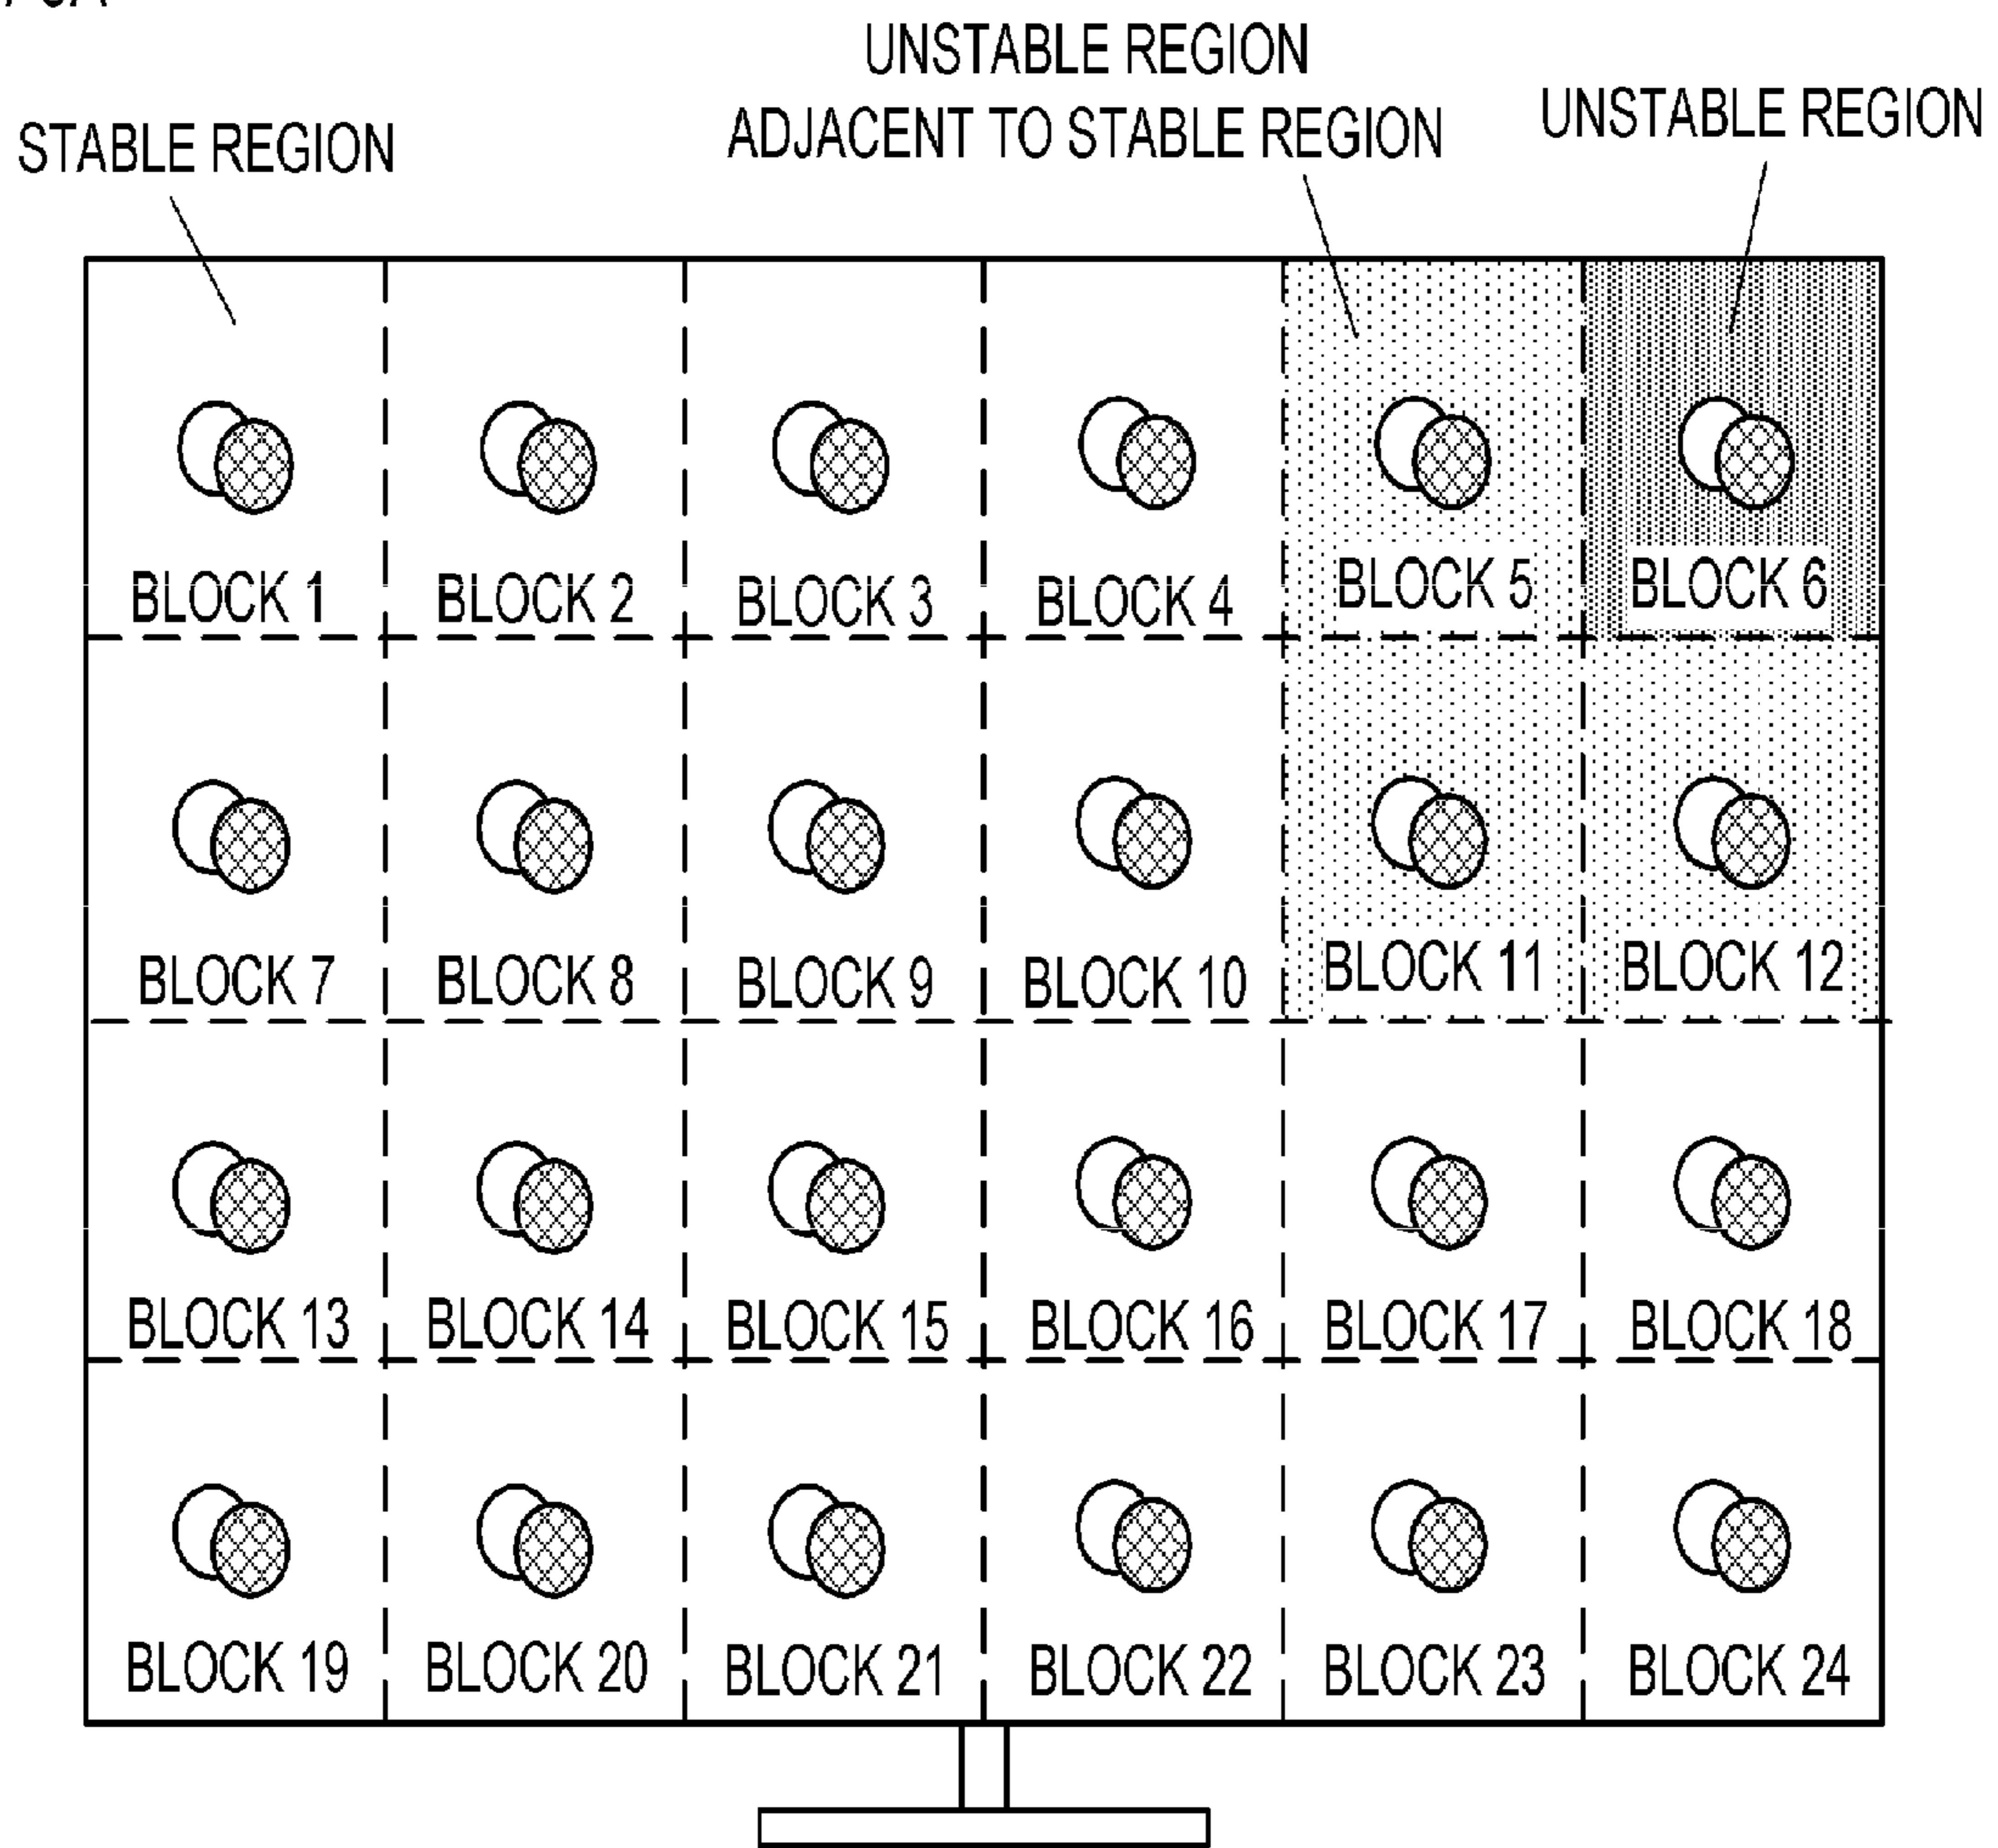 UNSTABLE REGION
ADJACENT TO STABLE REGION
UNSTABLE REGION
STABLE REGION
BLOCK 1
BLOCK 2
BLOCK 3
BLOCK 4
BLOCK 5
BLOCK 6
BLOCK 7
BLOCK 8
BLOCK 9
BLOCK 10
BLOCK 11
BLOCK 12
BLOCK 13
BLOCK 14
BLOCK 15
BLOCK 16
BLOCK 17
BLOCK 18
BLOCK 19
BLOCK 20
BLOCK 21
BLOCK 22
BLOCK 23
BLOCK 24